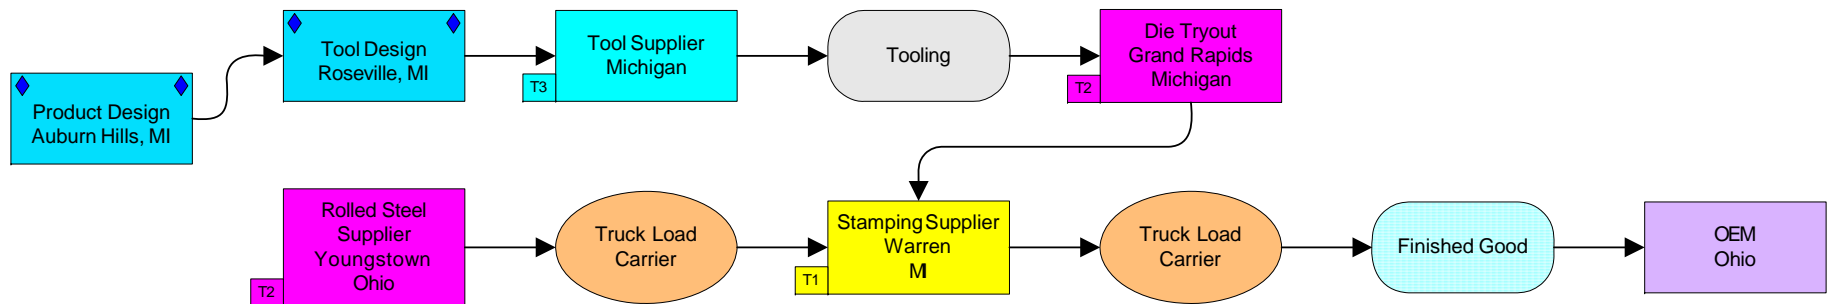 Product Design
Auburn Hills, MI
Tool Design
Roseville, MI
Tool Supplier
Michigan
T3
Tooling
Die Tryout
Grand Rapids
Michigan
T2
Rolled Steel
Supplier
Youngstown
Ohio
T2
Truck Load
Carrier
Stamping Supplier
Warren
MI
T1
Truck Load
Carrier
Finished Good
OEM
Ohio